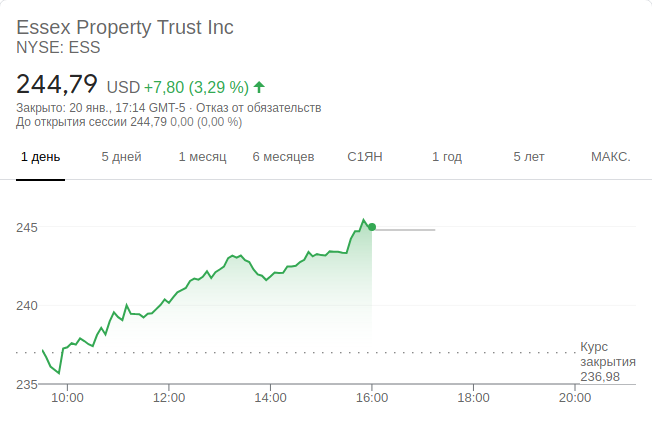 Essex Property Trust Inc
NYSE: ESS
244,79 USD +7,80 (3,29 %)
Закрыто: 20 янв., 17:14 GMT-5 · Отказ от обязательств
До открытия сессии 244,79 0,00 (0,00 %)
1 день 5 дней 1 месяц 6 месяцев С1ЯН 1 год 5 лет МАКС.
245
240
Курс
закрытия
236,98
235
10:00 12:00 14:00 16:00 18:00 20:00